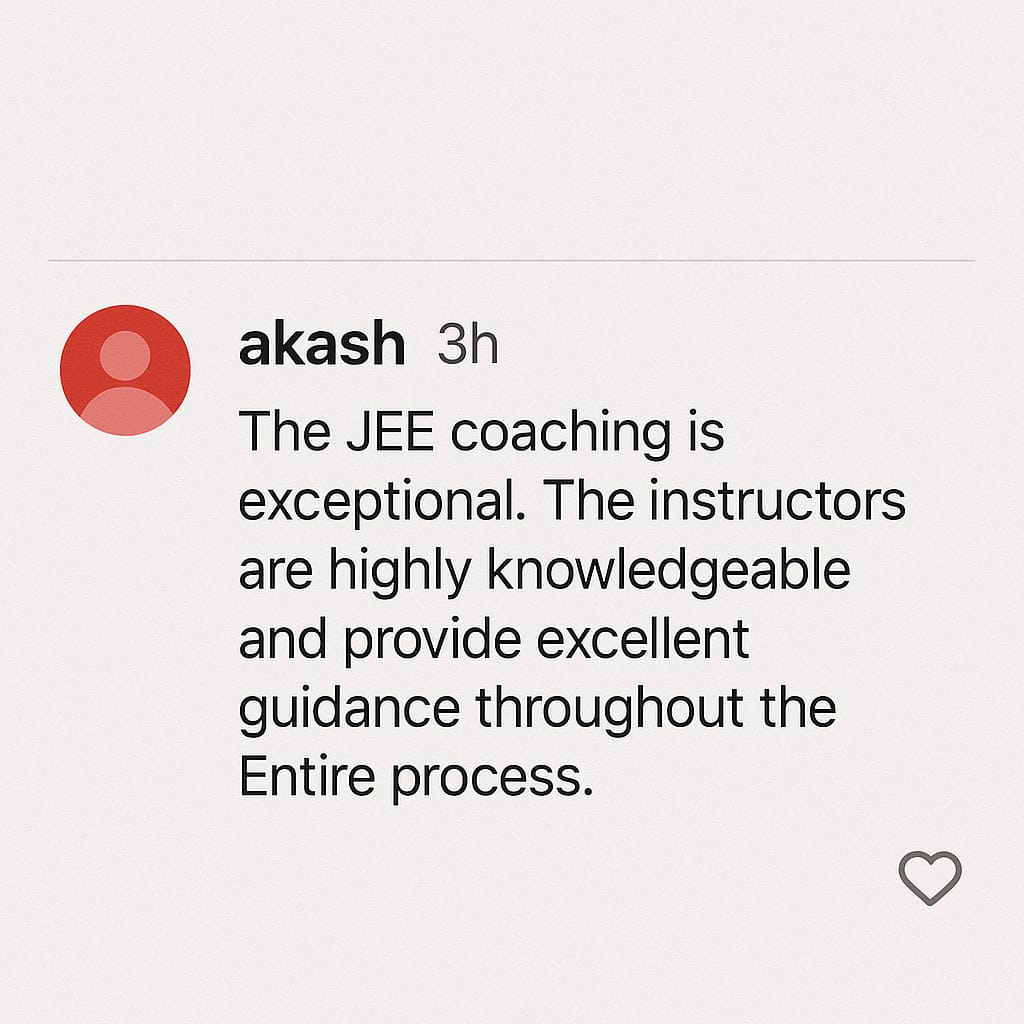 akash 3h
The JEE coaching is
exceptional. The instructors
are highly knowledgeable
and provide excellent
guidance throughout the
Entire process.